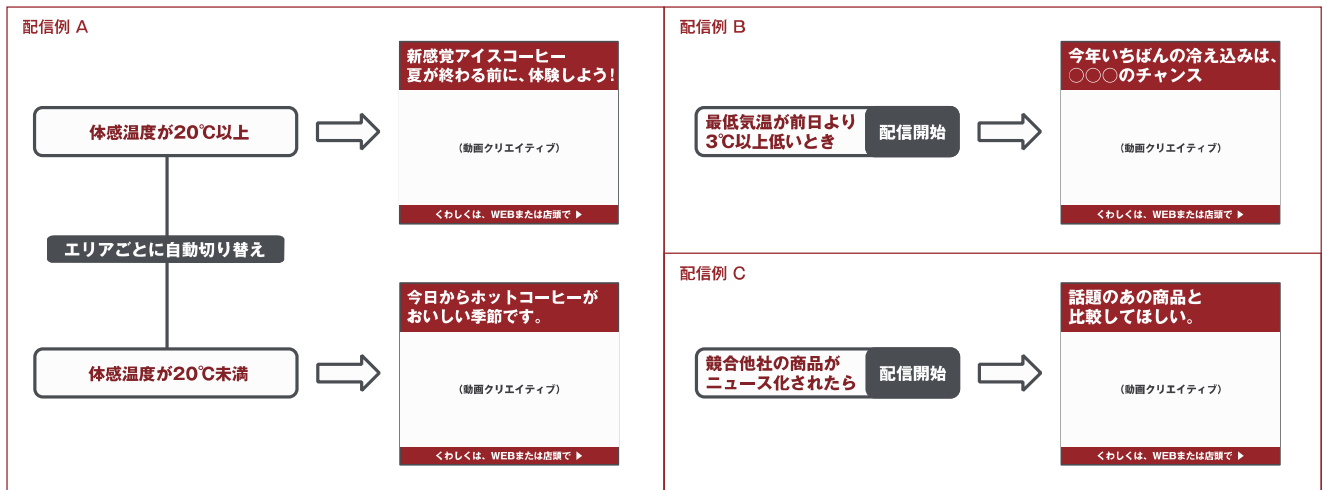 配信例 A
体感温度が20℃以上
新感覚アイスコーヒー
夏が終わる前に、体験しよう!
（動画クリエイティブ）
くわしくは、WEBまたは店頭で ▶
エリアごとに自動切り替え
体感温度が20℃未満
今日からホットコーヒーが
おいしい季節です。
（動画クリエイティブ）
くわしくは、WEBまたは店頭で ▶
配信例 B
最低気温が前日より
3℃以上低いとき
配信開始
今年いちばんの冷え込みは、
○○○のチャンス
（動画クリエイティブ）
くわしくは、WEBまたは店頭で ▶
配信例 C
競合他社の商品が
ニュース化されたら
配信開始
話題のあの商品と
比較してほしい。
（動画クリエイティブ）
くわしくは、WEBまたは店頭で ▶